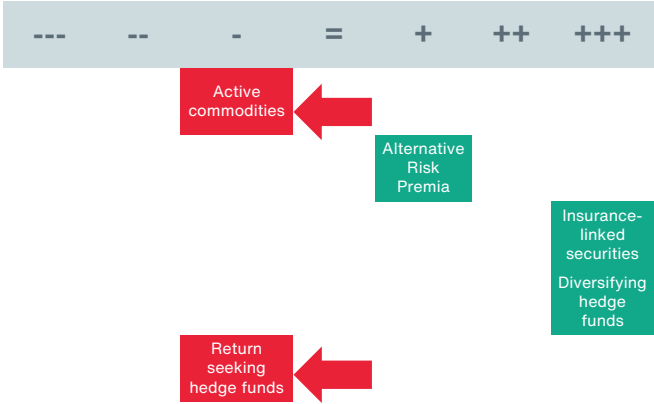 --- -- - = + ++ +++
Active
commodities
Alternative
Risk
Premia
Insurance-
linked
securities
Diversifying
hedge
funds
Return
seeking
hedge funds